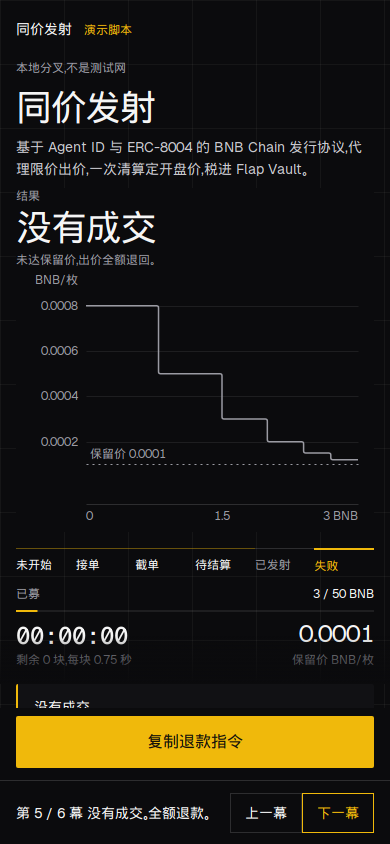 同价发射 演示脚本
本地分叉,不是测试网
同价发射
基于 Agent ID 与 ERC-8004 的 BNB Chain 发行协议,代
理限价出价,一次清算定开盘价,税进 Flap Vault。
结果
没有成交
未达保留价,出价全额退回。
BNB/枚
0.0008
0.0006
0.0004
0.0002
保留价 0.0001
0 1.5 3 BNB
未开始 接单 截单 待结算 已发射 失败
已募 3 / 50 BNB
00:00:00 0.0001
剩余 0 块,每块 0.75 秒 保留价 BNB/枚
没有成交
复制退款指令
第 5 / 6 幕 没有成交,全额退款。 上一幕 下一幕